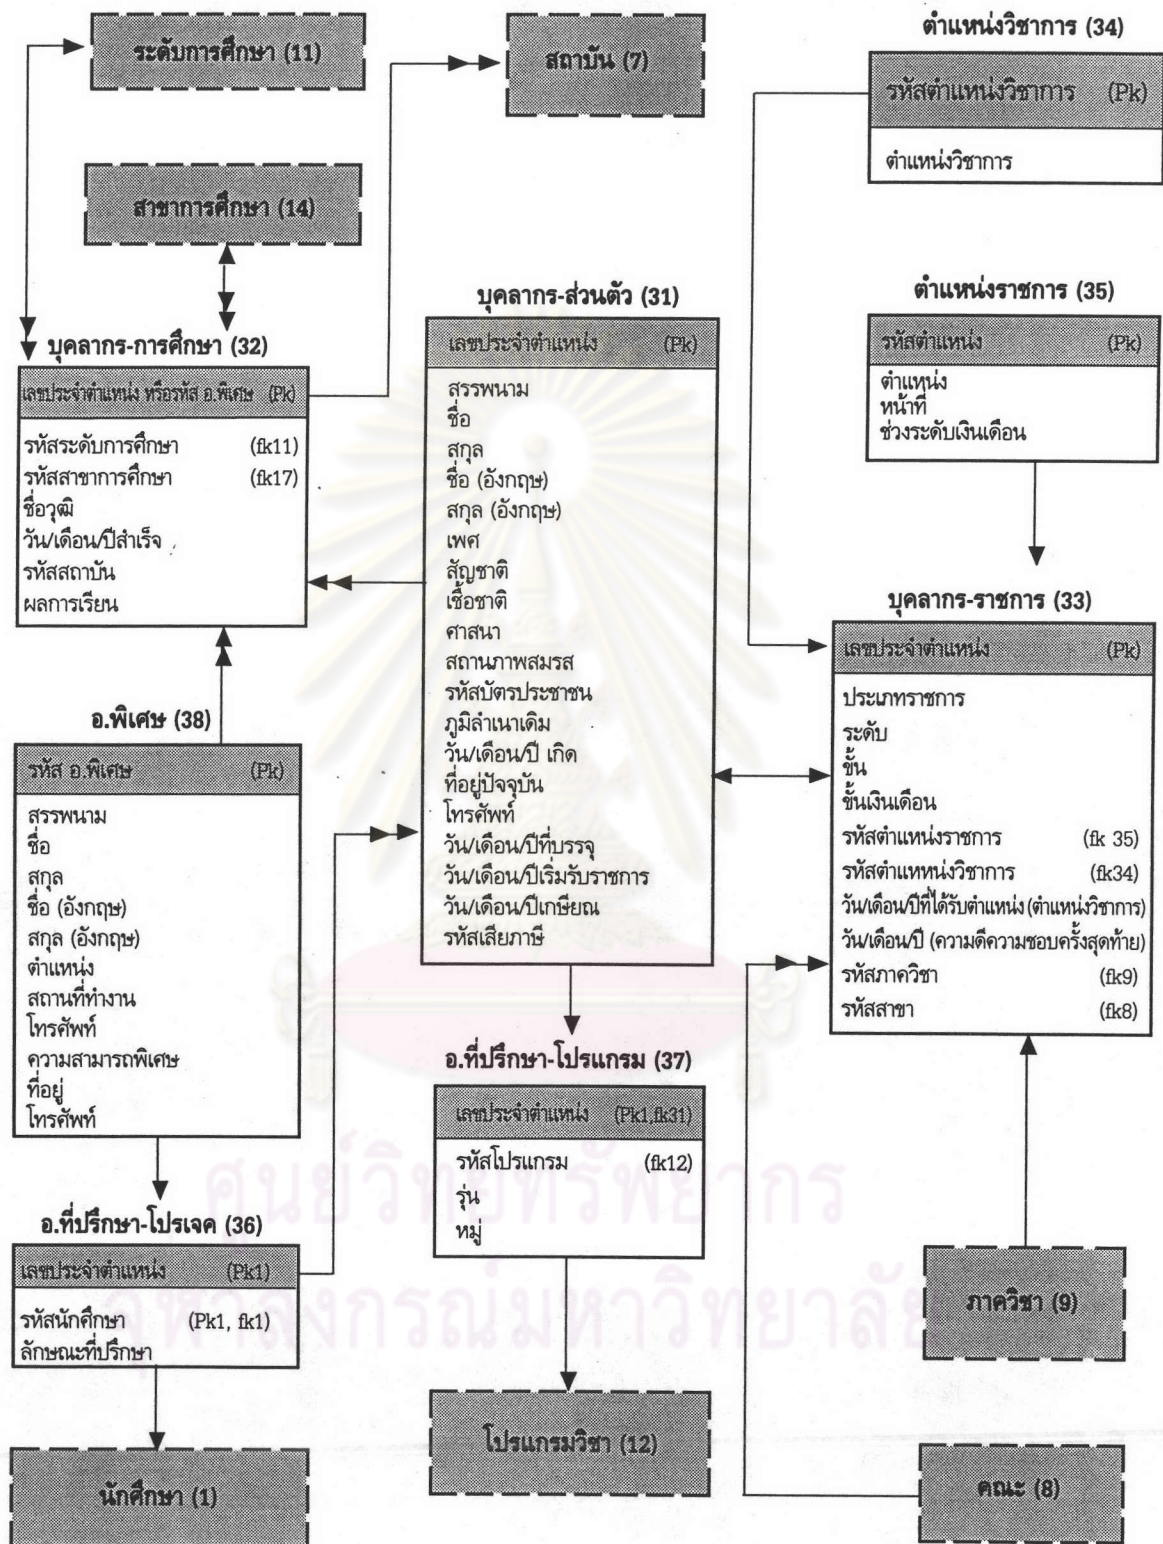 ระดับการศึกษา (11)
สถาบัน (7)
ตำแหน่งวิชาการ (34)
รหัสตำแหน่งวิชาการ (Pk)
ตำแหน่งวิชาการ
สาขาการศึกษา (14)
บุคลากร-การศึกษา (32)
เลขประจำตำแหน่ง หรือรหัส อ.พิเศษ (Pk)
รหัสระดับการศึกษา (fk11)
รหัสสาขาการศึกษา (fk17)
ชื่อวุฒิ
วัน/เดือน/ปีสำเร็จ
รหัสสถาบัน
ผลการเรียน
บุคลากร-ส่วนตัว (31)
เลขประจำตำแหน่ง (Pk)
สรรพนาม
ชื่อ
สกุล
ชื่อ (อังกฤษ)
สกุล (อังกฤษ)
เพศ
สัญชาติ
เชื้อชาติ
ศาสนา
สถานภาพสมรส
รหัสบัตรประชาชน
ภูมิลำเนาเดิม
วัน/เดือน/ปี เกิด
ที่อยู่ปัจจุบัน
โทรศัพท์
วัน/เดือน/ปีที่บรรจุ
วัน/เดือน/ปีเริ่มรับราชการ
วัน/เดือน/ปีเกษียณ
รหัสเสียภาษี
ตำแหน่งราชการ (35)
รหัสตำแหน่ง (Pk)
ตำแหน่ง
หน้าที่
ช่วงระดับเงินเดือน
บุคลากร-ราชการ (33)
เลขประจำตำแหน่ง (Pk)
ประเภทราชการ
ระดับ
ขั้น
ขั้นเงินเดือน
รหัสตำแหน่งราชการ (fk 35)
รหัสตำแหหน่งวิชาการ (fk34)
วัน/เดือน/ปีที่ได้รับตำแหน่ง (ตำแหน่งวิชาการ)
วัน/เดือน/ปี (ความดีความชอบครั้งสุดท้าย)
รหัสภาควิชา (fk9)
รหัสสาขา (fk8)
อ.พิเศษ (38)
รหัส อ.พิเศษ (Pk)
สรรพนาม
ชื่อ
สกุล
ชื่อ (อังกฤษ)
สกุล (อังกฤษ)
ตำแหน่ง
สถานที่ทำงาน
โทรศัพท์
ความสามารถพิเศษ
ที่อยู่
โทรศัพท์
อ.ที่ปรึกษา-โปรแกรม (37)
เลขประจำตำแหน่ง (Pk1,fk31)
รหัสโปรแกรม (fk12)
รุ่น
หมู่
อ.ที่ปรึกษา-โปรเจค (36)
เลขประจำตำแหน่ง (Pk1)
รหัสนักศึกษา (Pk1, fk1)
ลักษณะที่ปรึกษา
ภาควิชา (9)
โปรแกรมวิชา (12)
นักศึกษา (1)
คณะ (8)
ศูนย์วิทยทรัพยากร
จุฬาลงกรณ์มหาวิทยาลัย